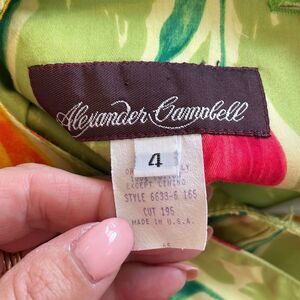 Alexander Campbell
4
EXCEPT LINING
STYLE 6633-6 165
CUT 195
MADE IN U.S.A.